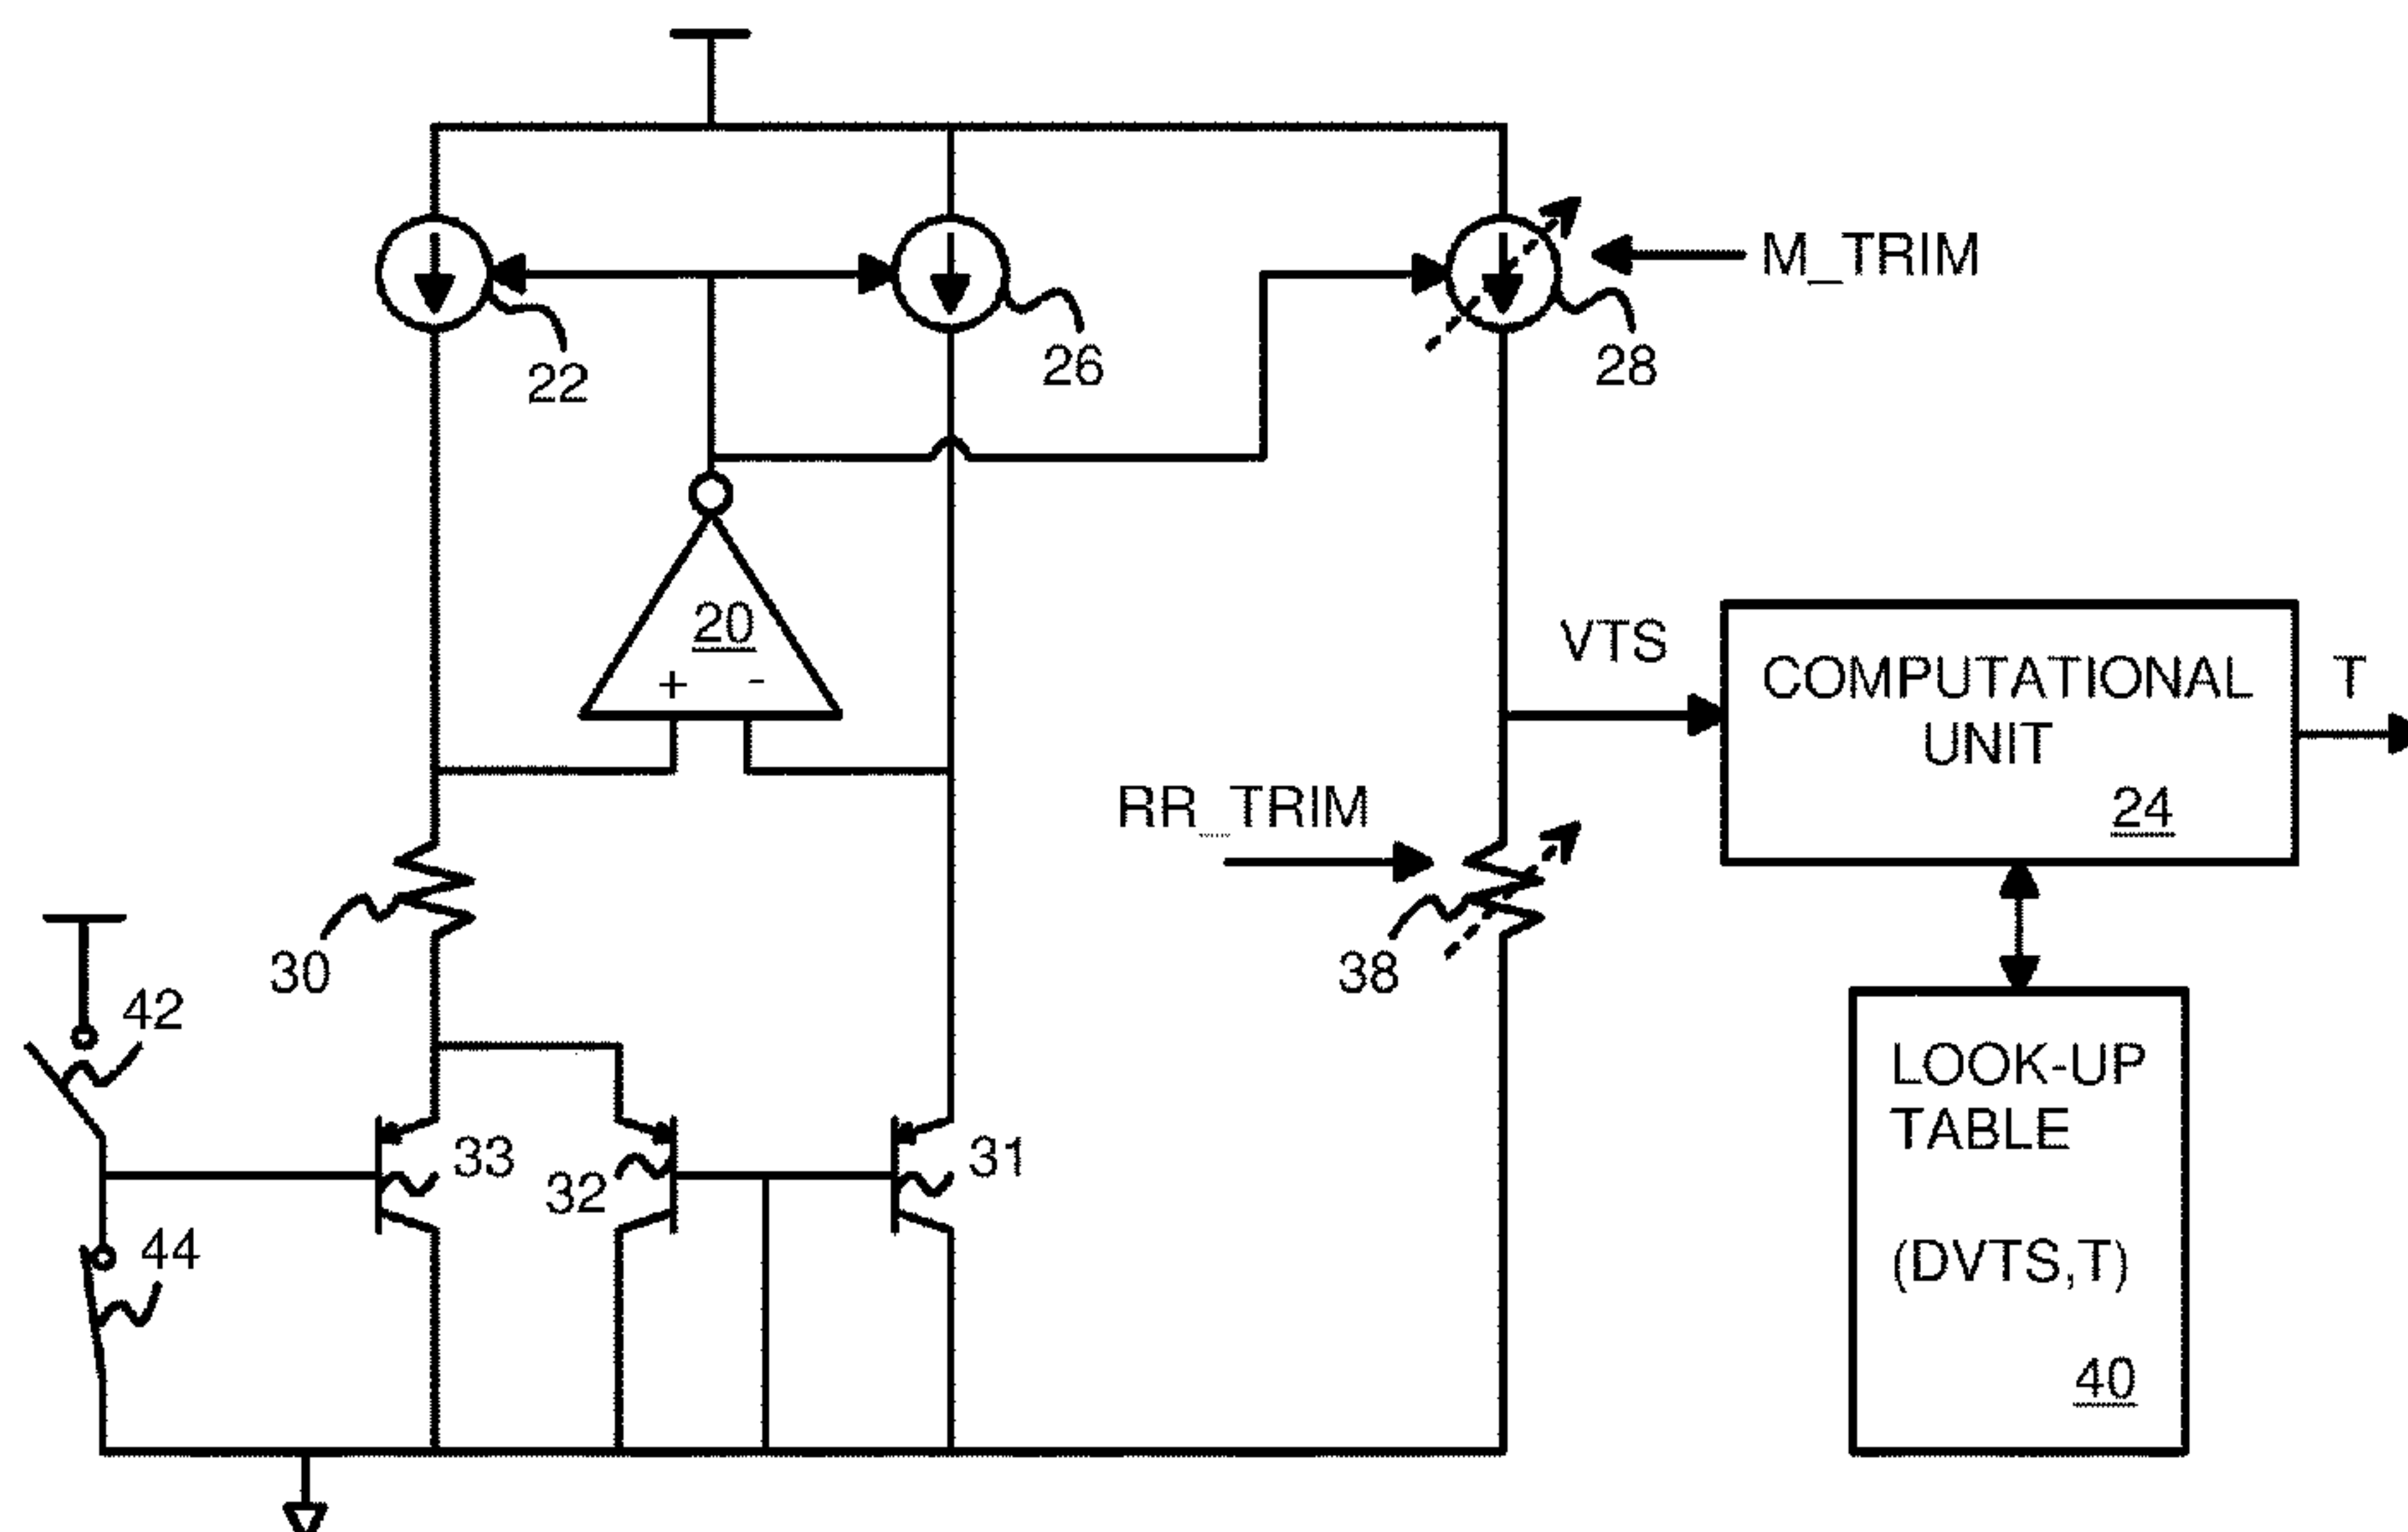 M_TRIM
22
26
28
20
+ -
VTS
COMPUTATIONAL
UNIT
24
T
RR_TRIM
30
38
42
LOOK-UP
TABLE
(DVTS,T)
40
33
32
31
44